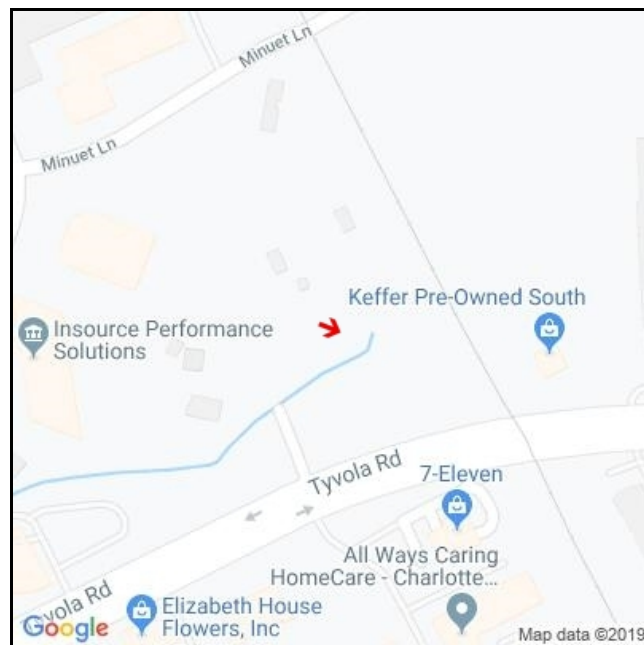 Minuet Ln
Minuet Ln
Keffer Pre-Owned South
Insource Performance
Solutions
Tyvola Rd
7-Eleven
All Ways Caring
HomeCare - Charlotte...
yvola Rd
Elizabeth House
Flowers, Inc
Google
Map data ©2019